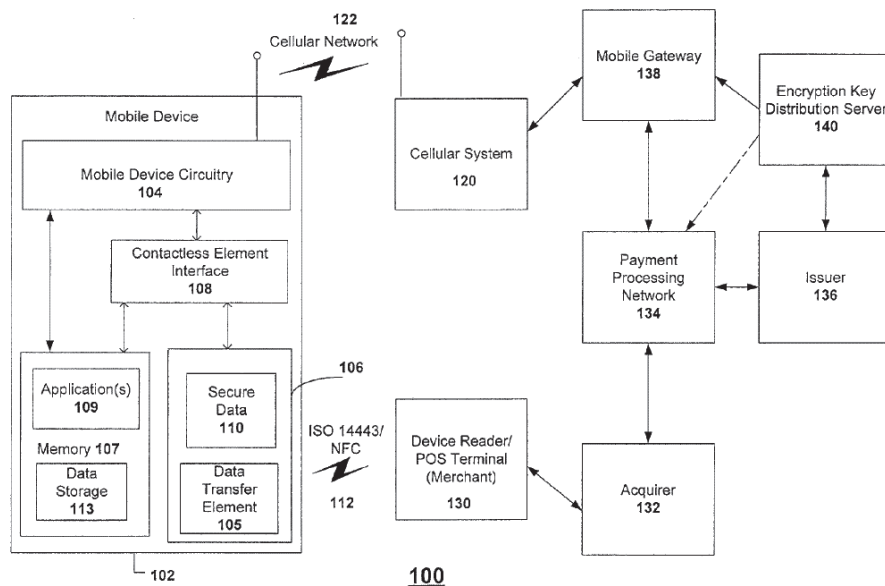 122
Cellular Network
Mobile Device
Mobile Device Circuitry
104
Contactless Element
Interface
108
Application(s)
109
Memory 107
Data
Storage
113
106
Secure
Data
110
Data
Transfer
Element
105
102
ISO 14443/
NFC
112
Cellular System
120
Mobile Gateway
138
Encryption Key
Distribution Server
140
Payment
Processing
Network
134
Issuer
136
Device Reader/
POS Terminal
(Merchant)
130
Acquirer
132
100